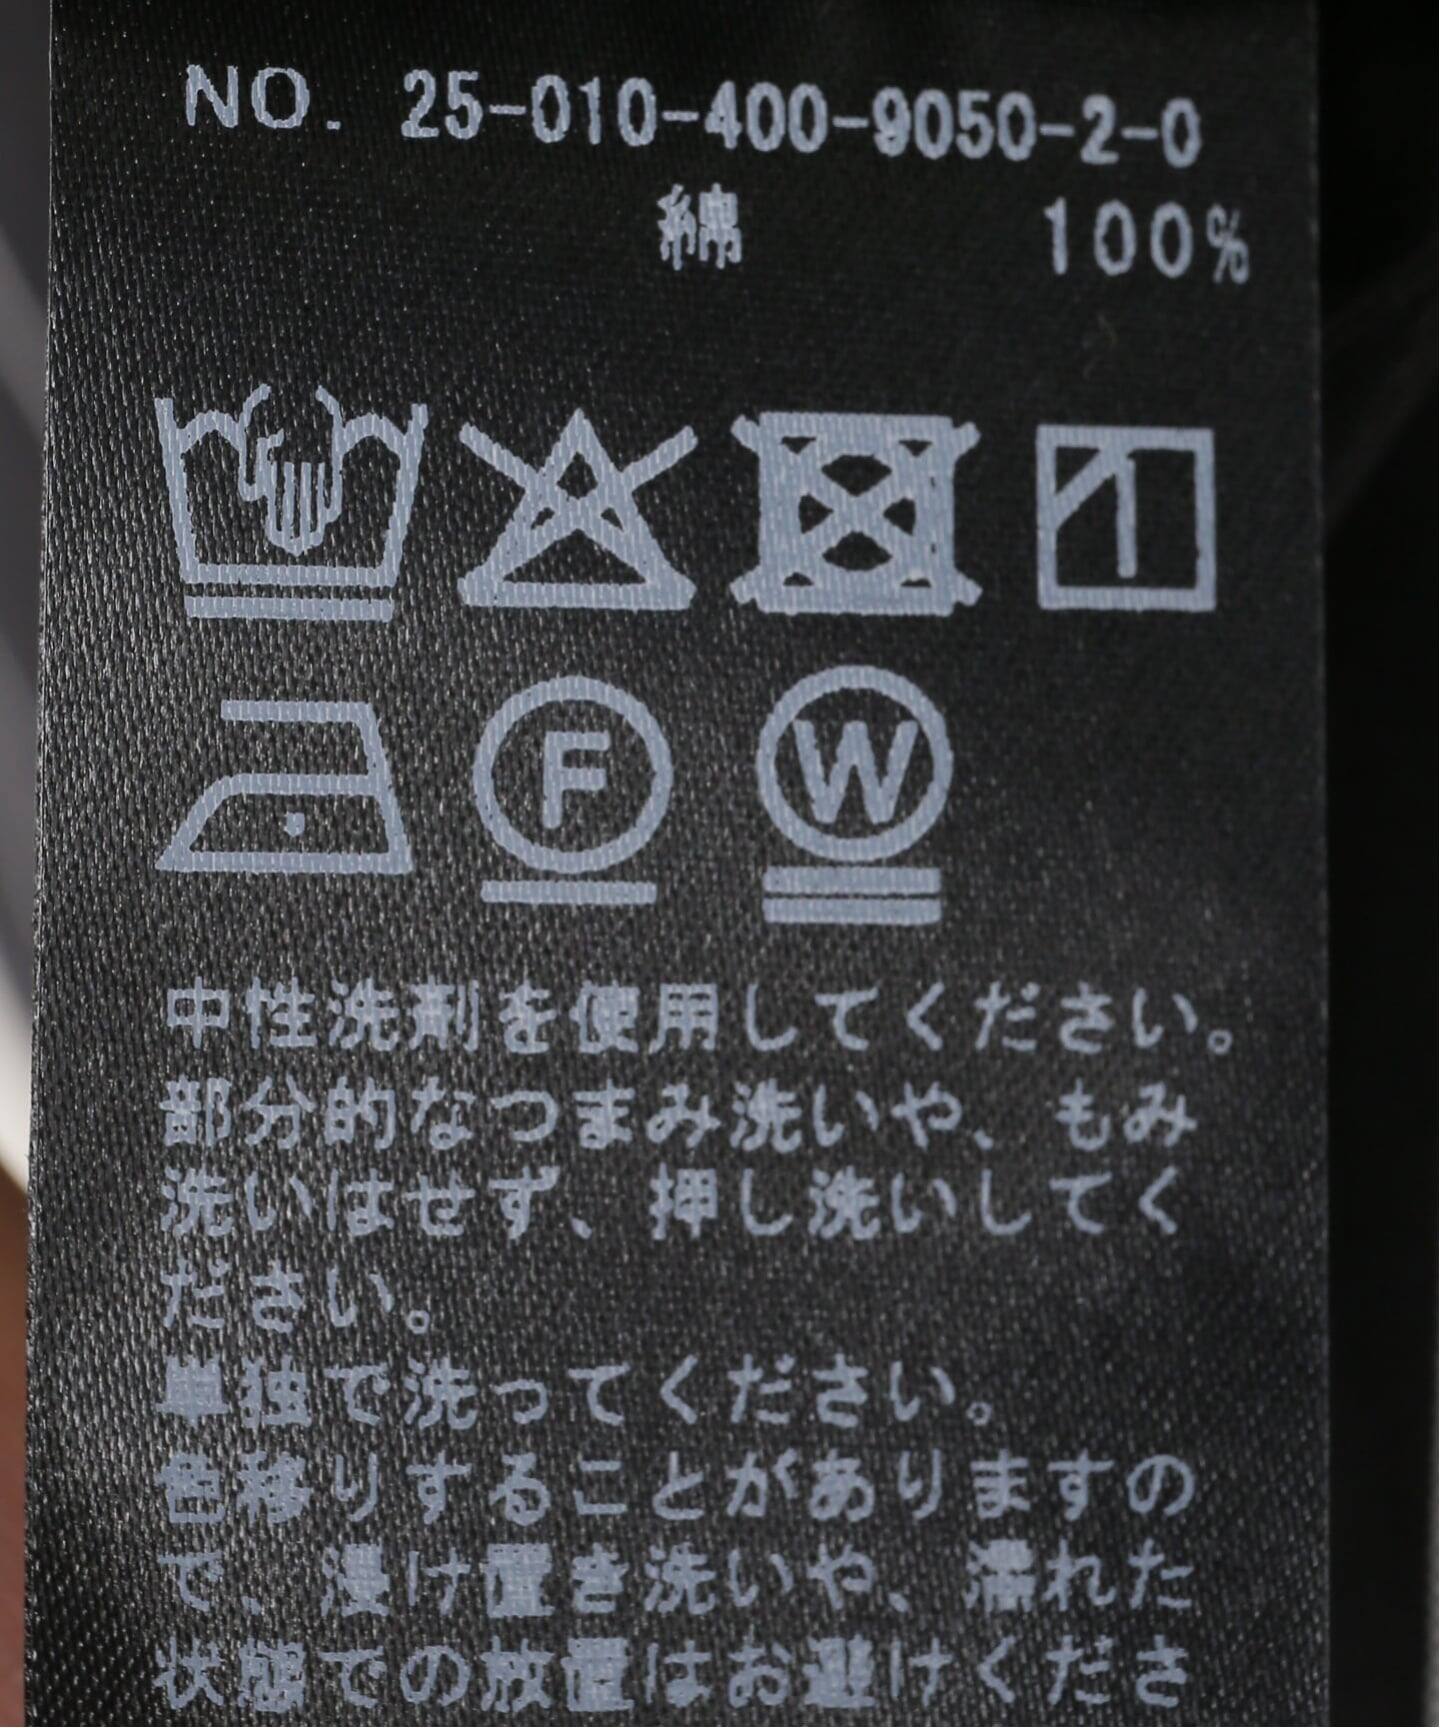 NO. 25-010-400-9050-2-0
綿 100%
F W
中性洗剤を使用してください。
部分的なつまみ洗いや、もみ
洗いはせず、押し洗いしてく
ださい。
単独で洗ってください。
色移りすることがありますの
で、浸け置き洗いや、濡れた
状態での放置はお避けくださ